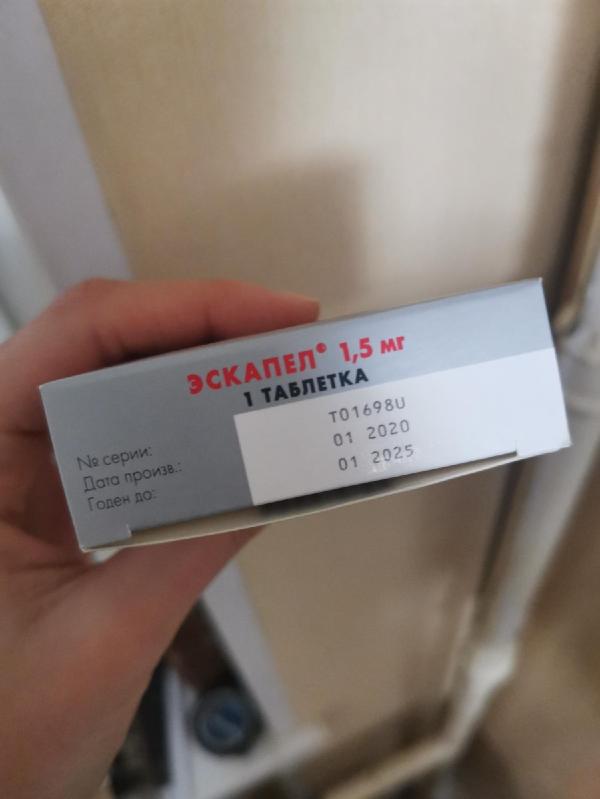 ЭСКАПЕЛ® 1,5 мг
1 ТАБЛЕТКА
№ серии:
T01698U
Дата произв.:
01 2020
Годен до:
01 2025